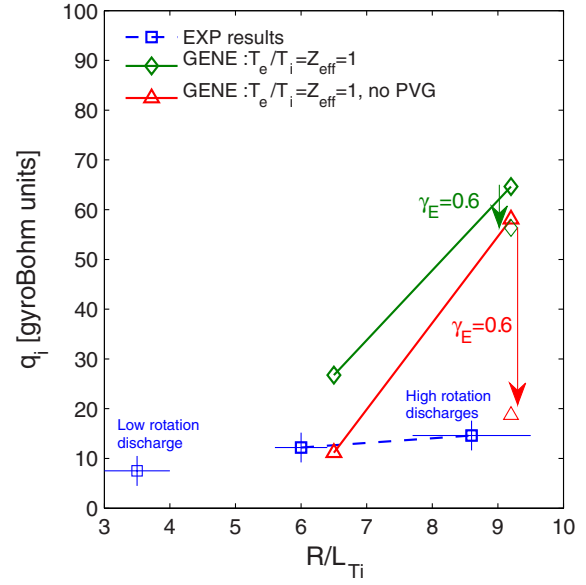 100
90
80
70
60
50
40
30
20
10
0
q_i [gyroBohm units]
EXP results
GENE :T_e/T_i=Z_eff=1
GENE :T_e/T_i=Z_eff=1, no PVG
γ_E=0.6
γ_E=0.6
Low rotation
discharge
High rotation
discharges
3 4 5 6 7 8 9 10
R/L_Ti